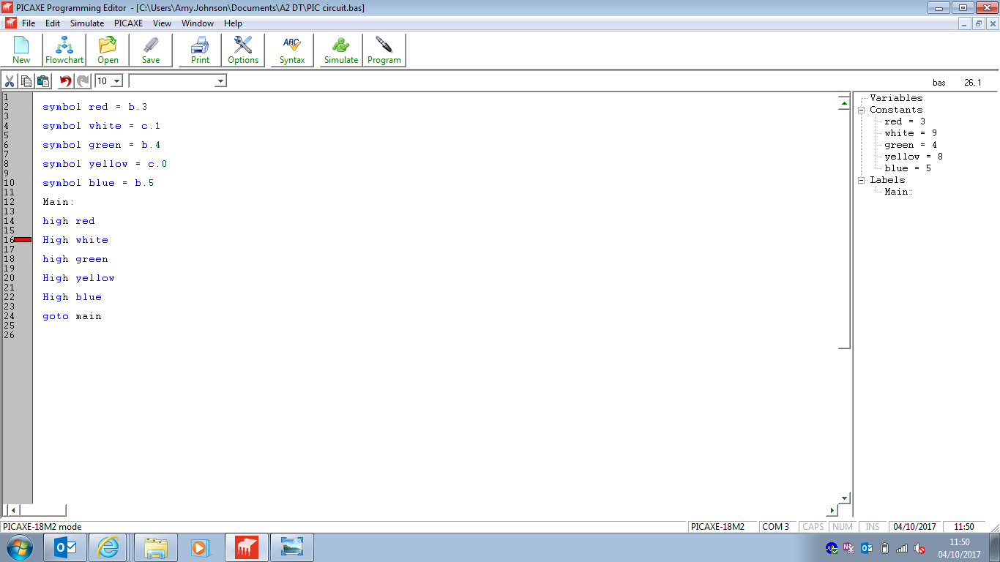 PICAXE Programming Editor - [C:\Users\AmyJohnson\Documents\A2 DT\PIC circuit.bas]
File Edit Simulate PICAXE View Window Help
New Flowchart Open Save Print Options ABC Syntax Simulate Program
10
bas 26, 1
1
2 symbol red = b.3
3
4 symbol white = c.1
5
6 symbol green = b.4
7
8 symbol yellow = c.0
9
10 symbol blue = b.5
11
12 Main:
13
14 high red
15
16 High white
17
18 high green
19
20 High yellow
21
22 High blue
23
24 goto main
25
26
Variables
Constants
red = 3
white = 9
green = 4
yellow = 8
blue = 5
Labels
Main:
PICAXE-18M2 mode PICAXE-18M2 COM 3 CAPS NUM INS 04/10/2017 11:50
11:50
04/10/2017